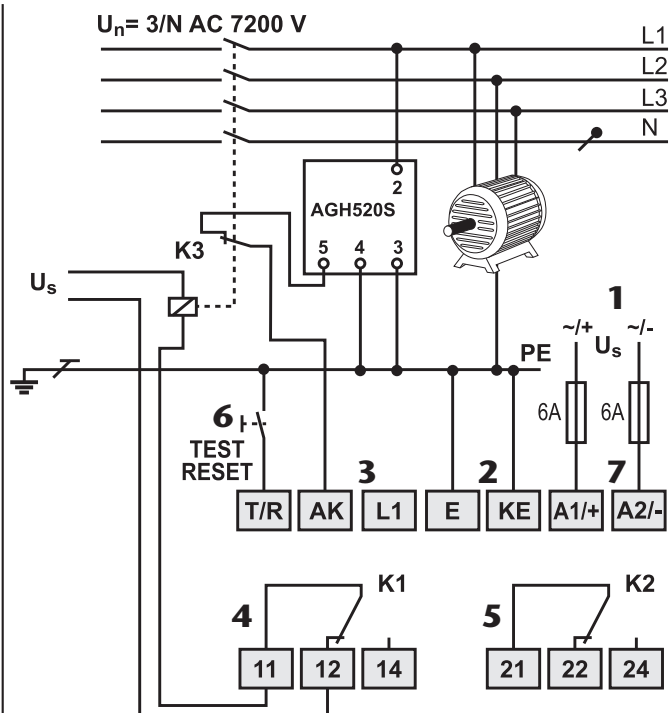 Un= 3/N AC 7200 V
L1
L2
L3
N
2
AGH520S
5 4 3
K3
Us
1
~/+ ~/-
Us
PE
6A 6A
6
TEST
RESET
3 2 7
T/R AK L1 E KE A1/+ A2/-
K1 K2
4 5
11 12 14 21 22 24